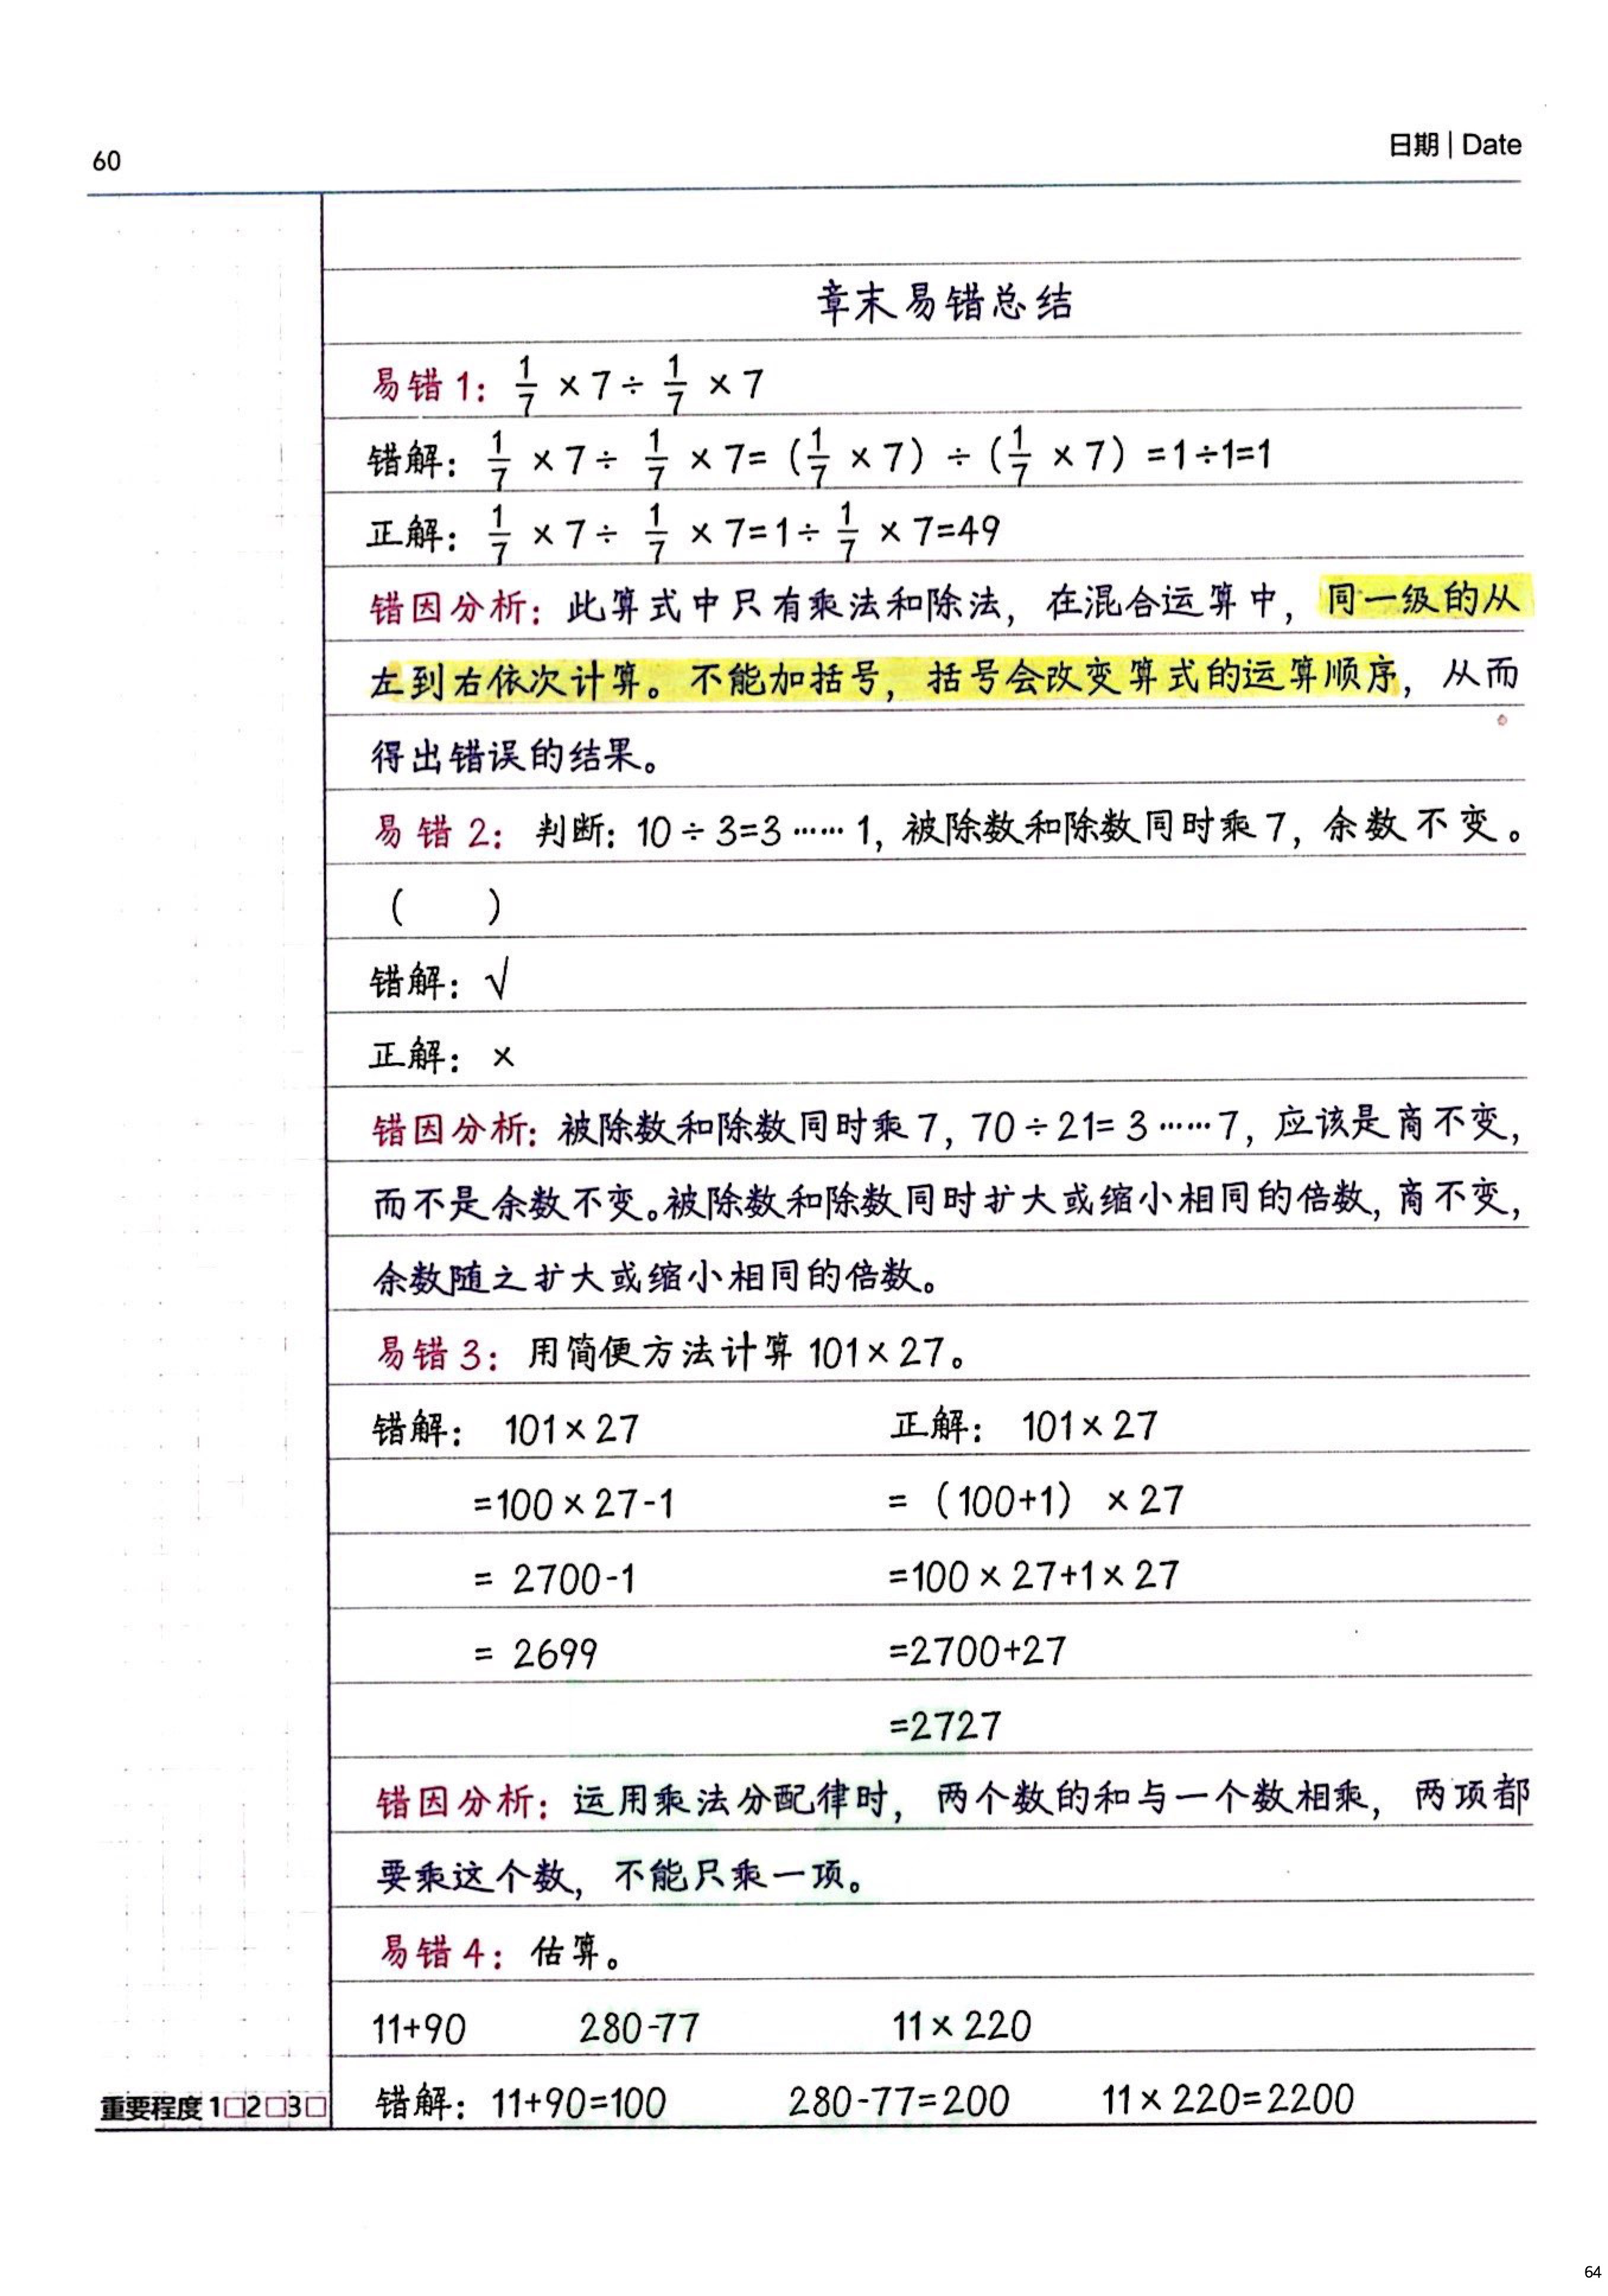 60
日期 | Date
章末易错总结
易错1: 1/7 ×7÷ 1/7 ×7
错解: 1/7 ×7÷ 1/7 ×7=(1/7 ×7)÷(1/7 ×7)=1÷1=1
正解: 1/7 ×7÷ 1/7 ×7=1÷ 1/7 ×7=49
错因分析: 此算式中只有乘法和除法, 在混合运算中, 同一级的从
左到右依次计算。不能加括号, 括号会改变算式的运算顺序, 从而
得出错误的结果。
易错2: 判断: 10÷3=3……1, 被除数和除数同时乘7, 余数不变。
( )
错解: √
正解: ×
错因分析: 被除数和除数同时乘7, 70÷21=3……7, 应该是商不变,
而不是余数不变。被除数和除数同时扩大或缩小相同的倍数, 商不变,
余数随之扩大或缩小相同的倍数。
易错3: 用简便方法计算101×27。
错解: 101×27 正解: 101×27
=100×27-1 =(100+1)×27
=2700-1 =100×27+1×27
=2699 =2700+27
=2727
错因分析: 运用乘法分配律时, 两个数的和与一个数相乘, 两项都
要乘这个数, 不能只乘一项。
易错4: 估算。
11+90 280-77 11×220
错解: 11+90=100 280-77=200 11×220=2200
重要程度 1□2□3□
64